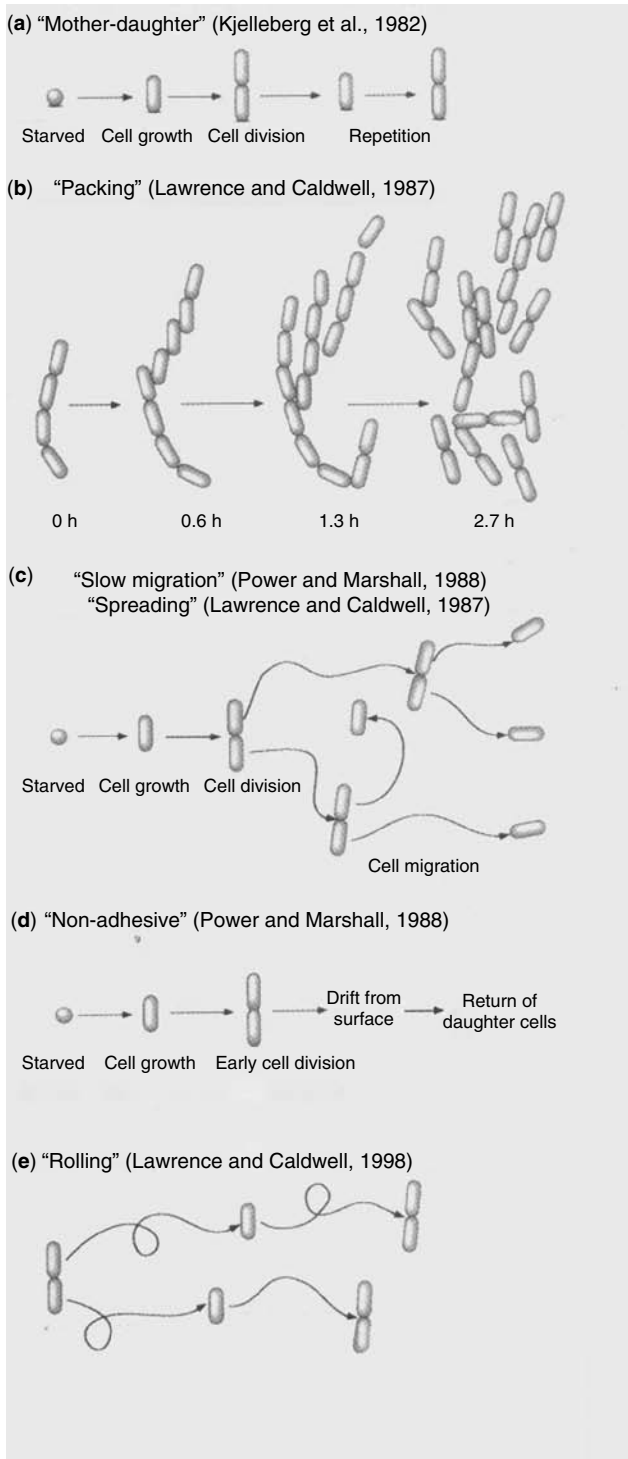 (a) “Mother-daughter” (Kjelleberg et al., 1982)
Starved Cell growth Cell division Repetition
(b) “Packing” (Lawrence and Caldwell, 1987)
0 h 0.6 h 1.3 h 2.7 h
(c) “Slow migration” (Power and Marshall, 1988)
“Spreading” (Lawrence and Caldwell, 1987)
Starved Cell growth Cell division
Cell migration
(d) “Non-adhesive” (Power and Marshall, 1988)
Drift from
surface
Return of
daughter cells
Starved Cell growth Early cell division
(e) “Rolling” (Lawrence and Caldwell, 1998)